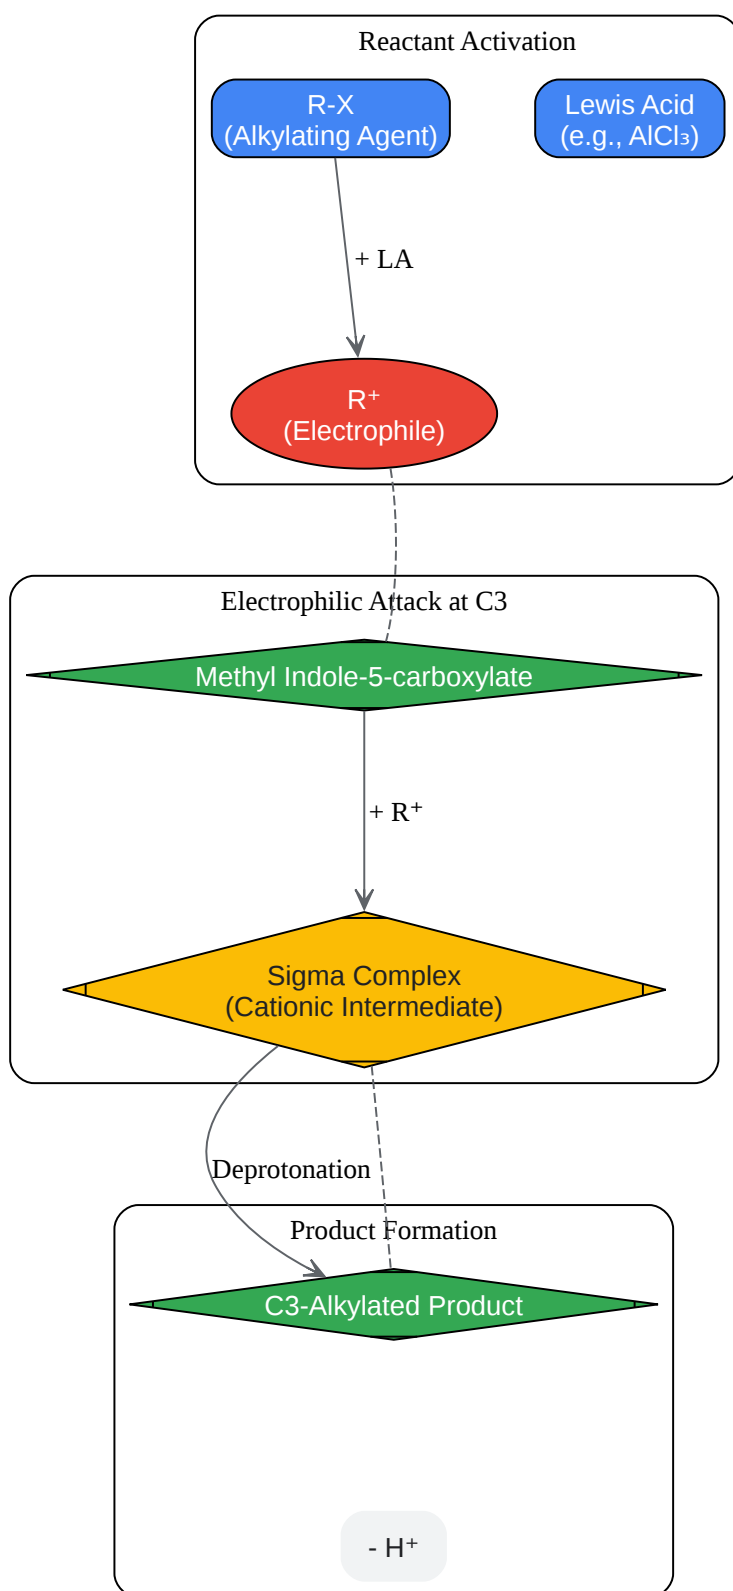 Reactant Activation
R-X
(Alkylating Agent)
Lewis Acid
(e.g., AlCl₃)
+ LA
R⁺
(Electrophile)
Electrophilic Attack at C3
Methyl Indole-5-carboxylate
+ R⁺
Sigma Complex
(Cationic Intermediate)
Deprotonation
Product Formation
C3-Alkylated Product
- H⁺